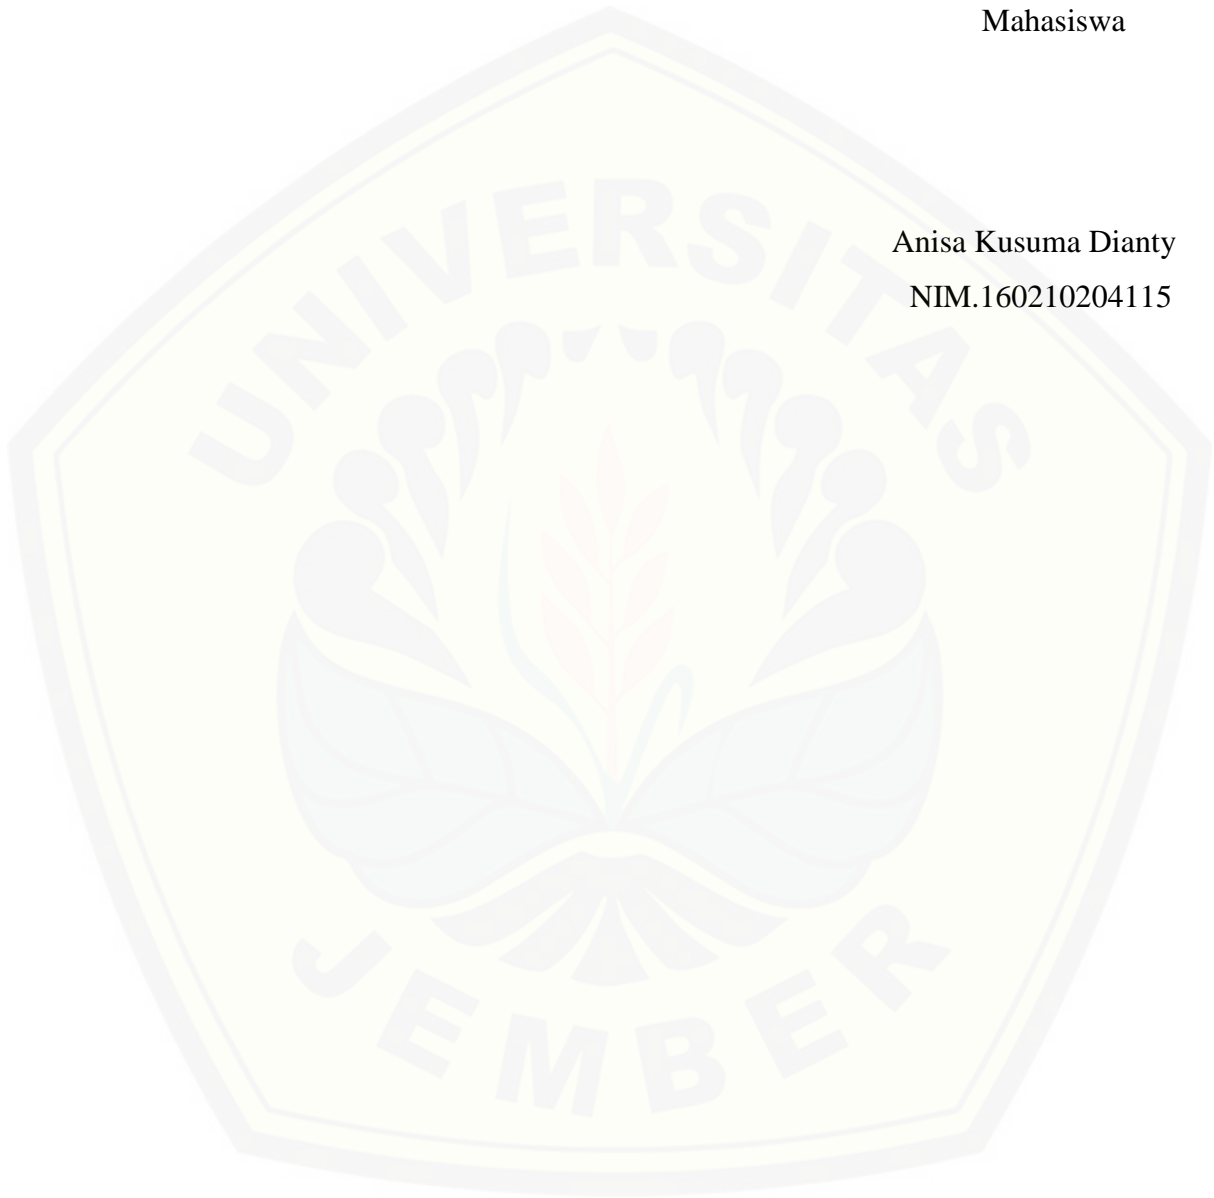 Mahasiswa
Anisa Kusuma Dianty
NIM.160210204115
UNIVERSITAS
JEMBER